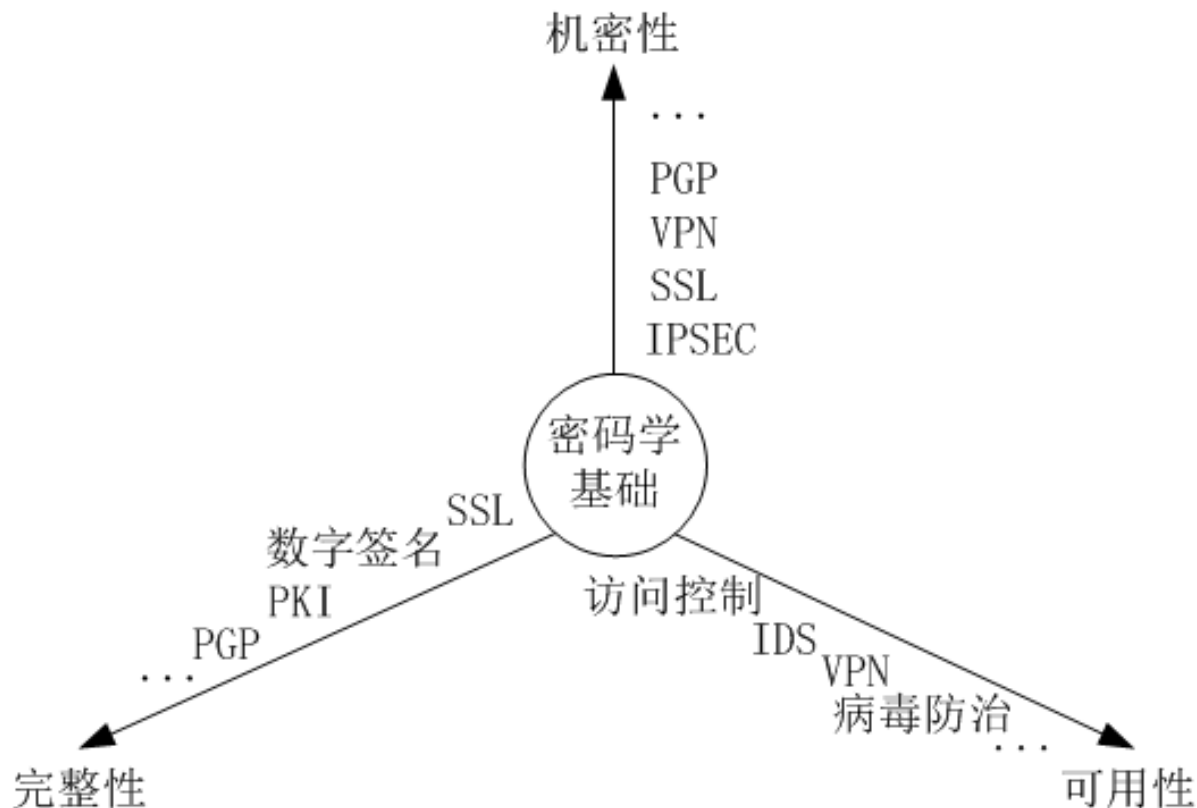 机密性
...
PGP
VPN
SSL
IPSEC
密码学
基础
SSL
数字签名
PKI
PGP
...
完整性
访问控制
IDS
VPN
病毒防治
...
可用性